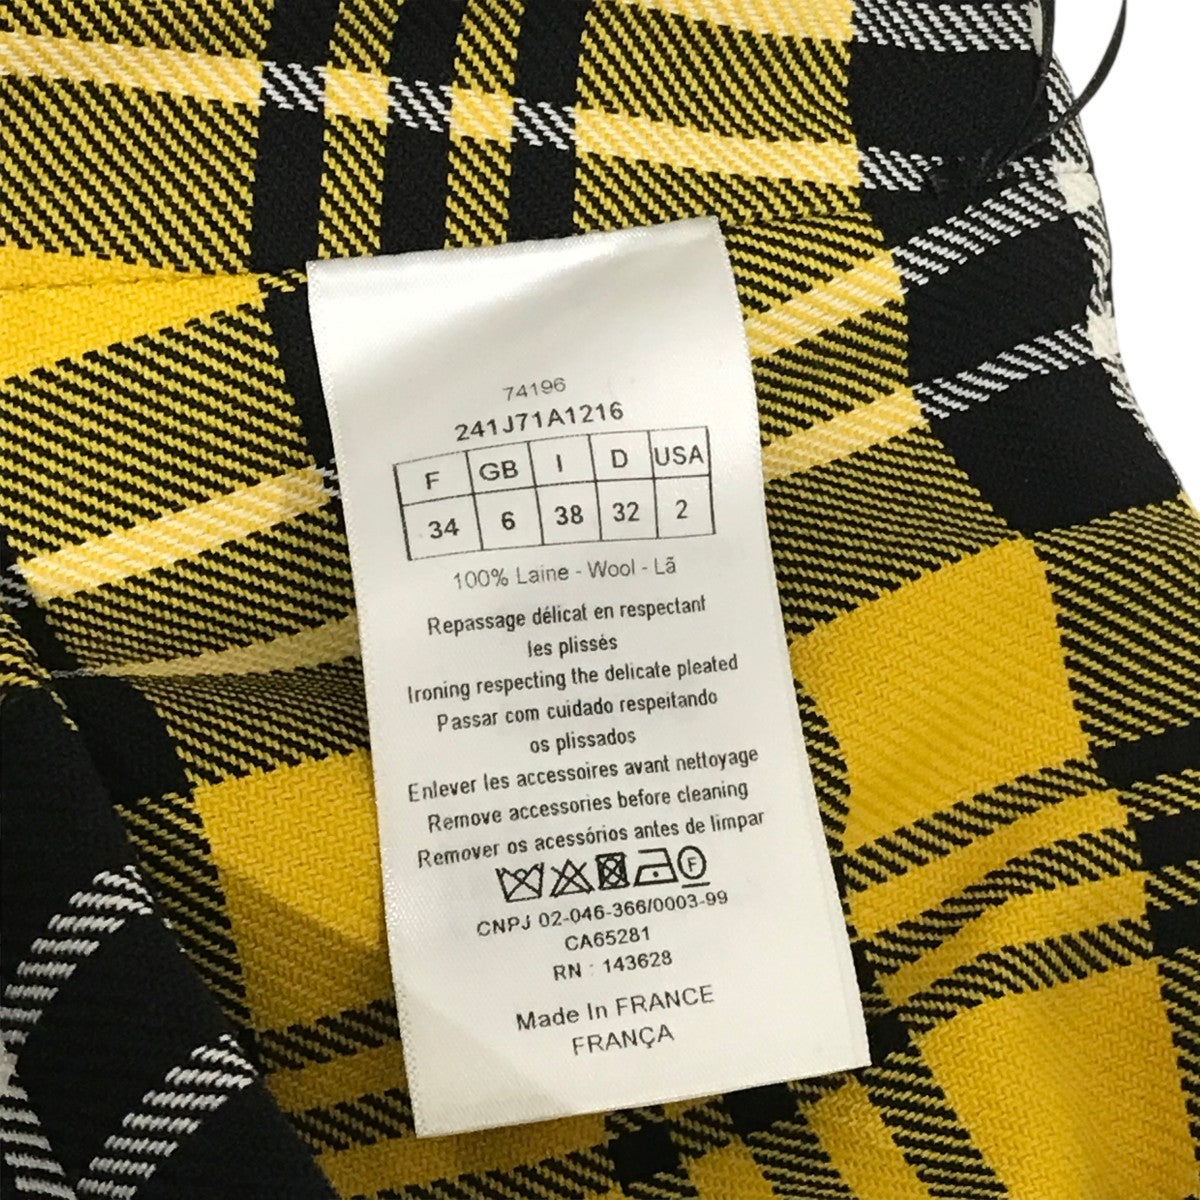 74196
241J71A1216
F GB I D USA
34 6 38 32 2
100% Laine - Wool - Lã
Repassage délicat en respectant
les plissés
Ironing respecting the delicate pleated
Passar com cuidado respeitando
os plissados
Enlever les accessoires avant nettoyage
Remove accessories before cleaning
Remover os acessórios antes de limpar
F
CNPJ 02-046-366/0003-99
CA65281
RN : 143628
Made In FRANCE
FRANÇA